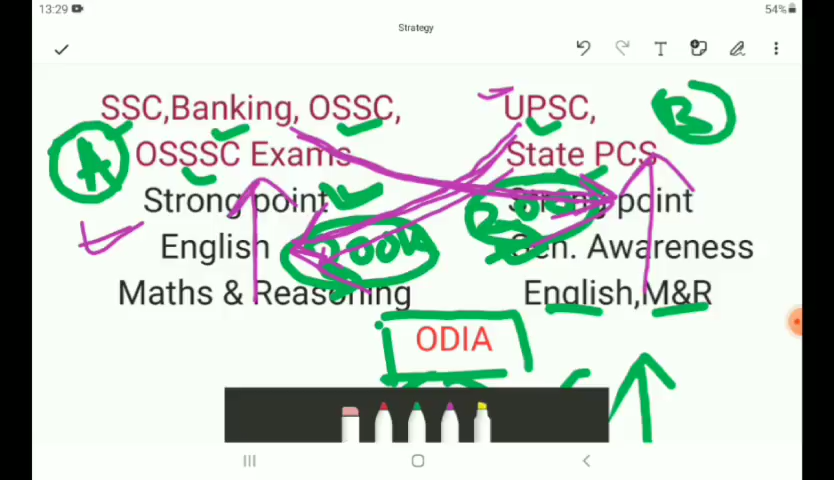 13:29
54%
Strategy
SSC,Banking, OSSC,
OSSSC Exams
Strong point
English
Maths & Reasoning
A
UPSC,
State PCS
Strong point
Gen. Awareness
English,M&R
B
ODIA